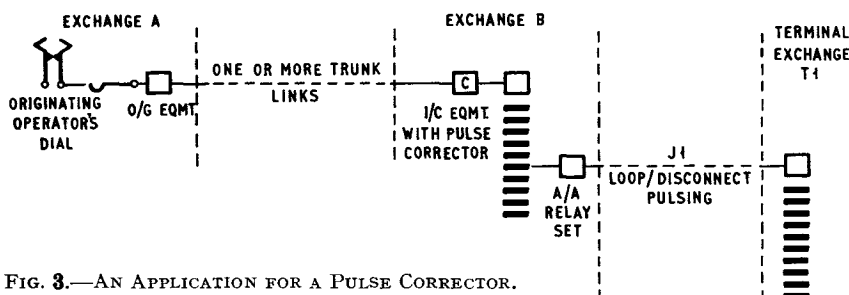 EXCHANGE A
EXCHANGE B
TERMINAL
EXCHANGE
T1
ORIGINATING
OPERATOR'S
DIAL
O/G EQMT.
ONE OR MORE TRUNK
LINKS
C
I/C EQMT.
WITH PULSE
CORRECTOR
A/A
RELAY
SET
J1
LOOP/DISCONNECT
PULSING
FIG. 3.—AN APPLICATION FOR A PULSE CORRECTOR.